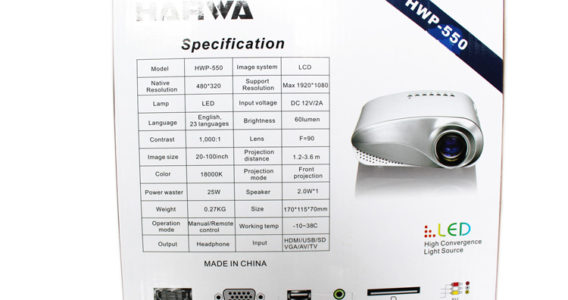 HARWA
HWP-550
Specification
Model HWP-550 Image system LCD
Native Resolution 480*320 Support Resolution Max 1920*1080
Lamp LED Input voltage DC 12V/2A
Language English, 23 languages Brightness 60lumen
Contrast 1,000:1 Lens F=90
Image size 20-100inch Projection distance 1.2-3.6 m
Color 18000K Projection mode Front projection
Power waster 25W Speaker 2.0W*1
Weight 0.27KG Size 170*115*70mm
Operation mode Manual/Remote control Working temp -10~38C
Output Headphone Input HDMI/USB/SD VGA/AV/TV
LED
High Convergence
Light Source
MADE IN CHINA